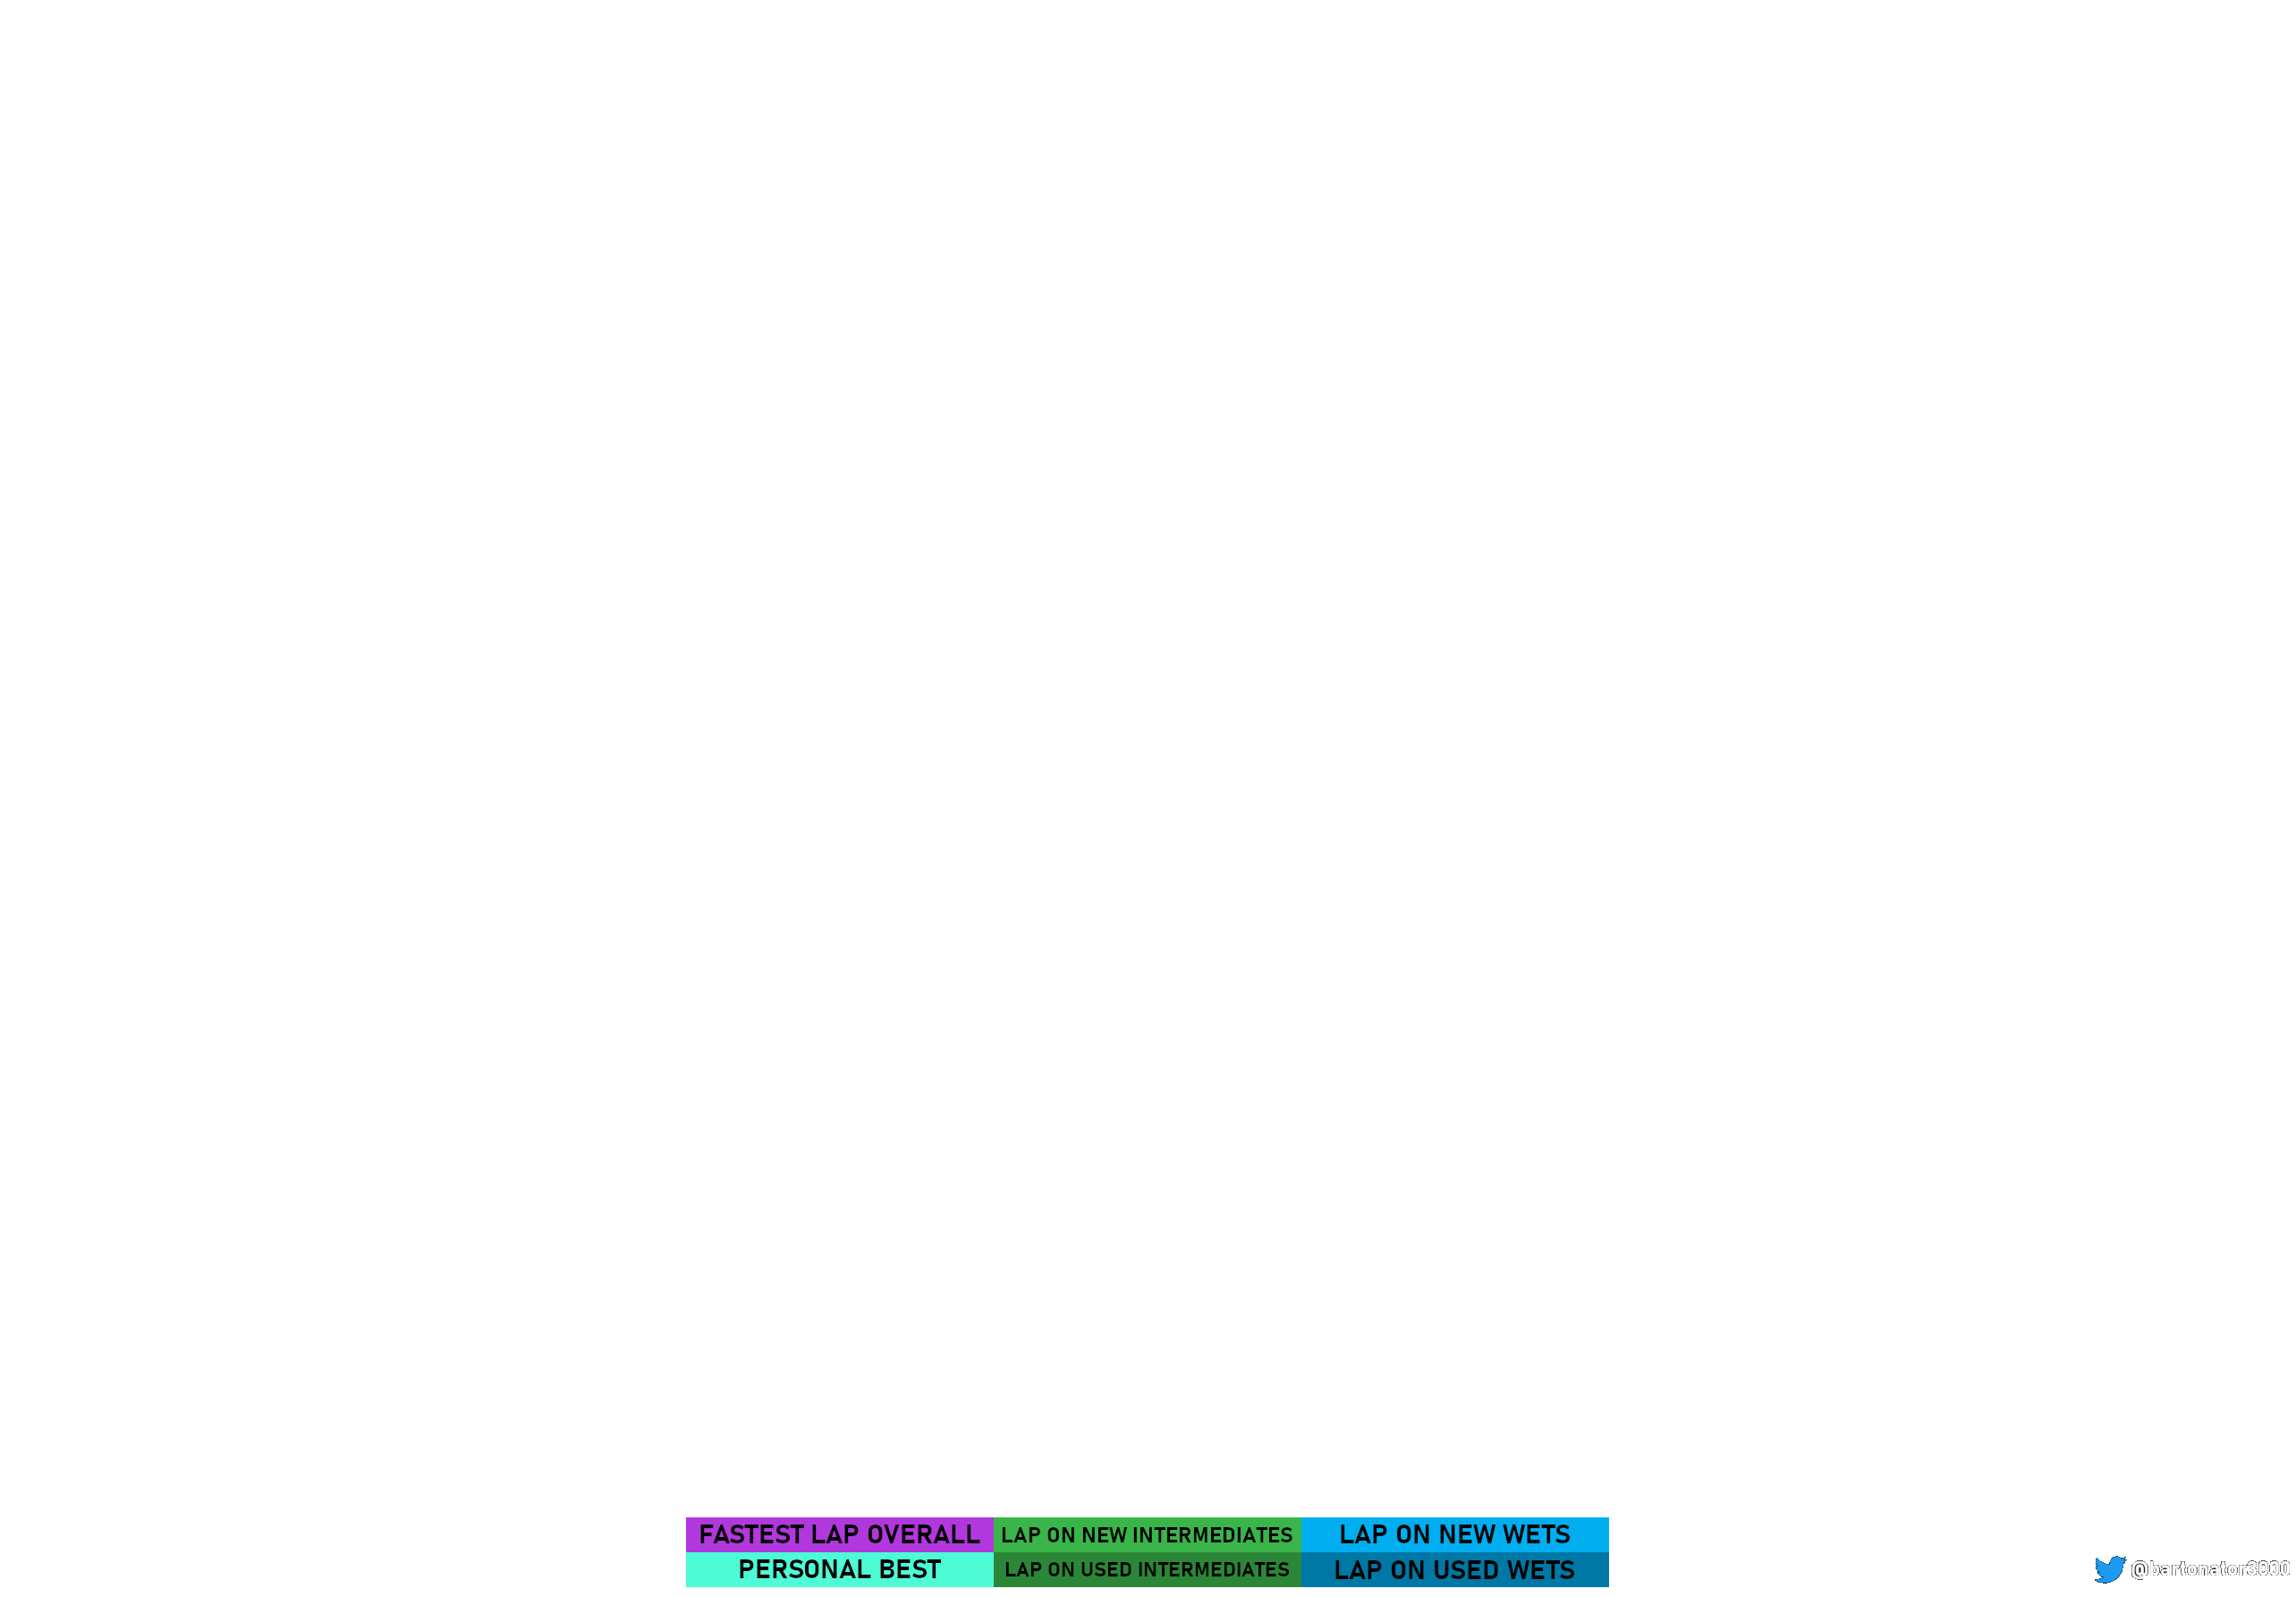 FASTEST LAP OVERALL LAP ON NEW INTERMEDIATES LAP ON NEW WETS
PERSONAL BEST LAP ON USED INTERMEDIATES LAP ON USED WETS
@bartonator3000